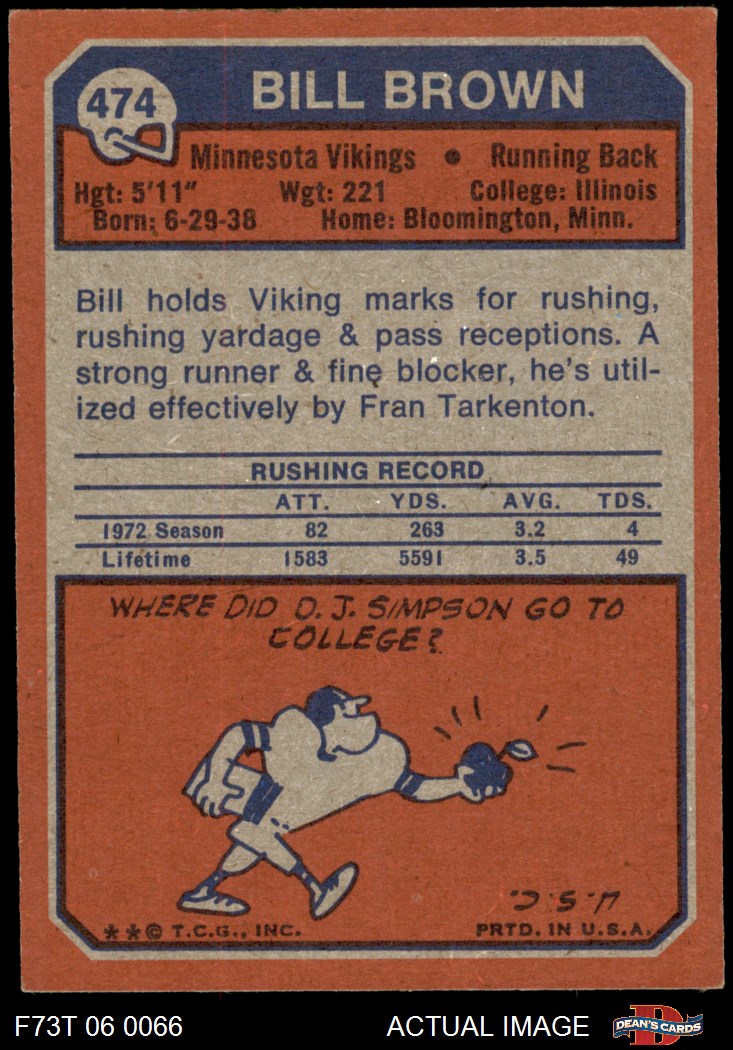 474
BILL BROWN
Minnesota Vikings • Running Back
Hgt: 5'11" Wgt: 221 College: Illinois
Born: 6-29-38 Home: Bloomington, Minn.
Bill holds Viking marks for rushing,
rushing yardage & pass receptions. A
strong runner & fine blocker, he's util-
ized effectively by Fran Tarkenton.
RUSHING RECORD
ATT. YDS. AVG. TDS.
1972 Season 82 263 3.2 4
Lifetime 1583 5591 3.5 49
WHERE DID O.J. SIMPSON GO TO
COLLEGE?
U.S.C.
**© T.C.G., INC. PRTD. IN U.S.A.
F73T 06 0066 ACTUAL IMAGE D DEAN'S CARDS